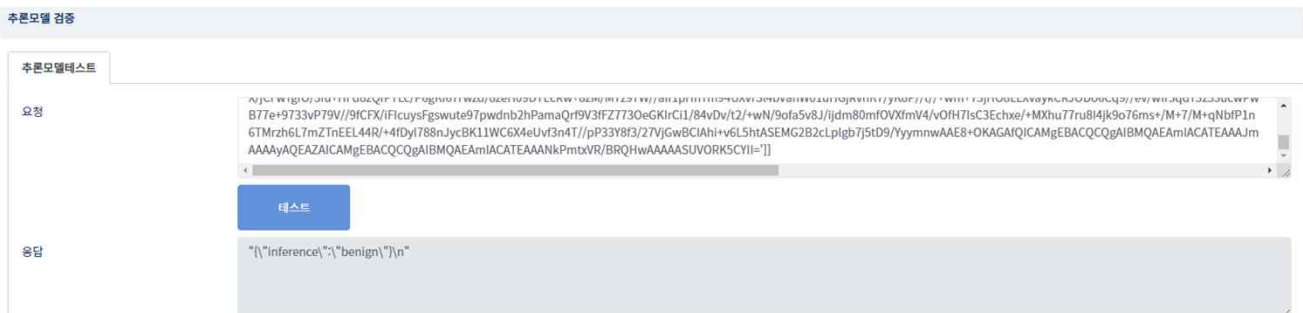 추론모델 검증
추론모델테스트
요청
B77e+9733vP79V//9fCFX/iFIcuysFgswute97pwdnb2hPamaQrf9V3fFZ773OeGKIrCi1/84vDv/t2/+wN/9ofa5v8J/ijdm80mfOVXfmV4/vOfH7IsC3Echxe/+MXhu77ru8I4jk9o76ms+/M+7/M+qNbfP1n
6TMrzh6L7mZTnEEL44R/+4fDyl788nJycBK11WC6X4eUvf3n4T//pP33Y8f3/27VjGwBCIAhi+v6L5htASEMG2B2cLpIgb7j5tD9/YyymnwAAE8+OKAGAfQICAMgEBACQCQgAIBMQAEAmIACATEAAAJm
AAAAyAQEAZAICAMgEBACQCQgAIBMQAEAmIACATEAAANkPmtxVR/BRQHwAAAAASUVORK5CYII=']]
테스트
응답
"{\"inference\":\"benign\"}\n"